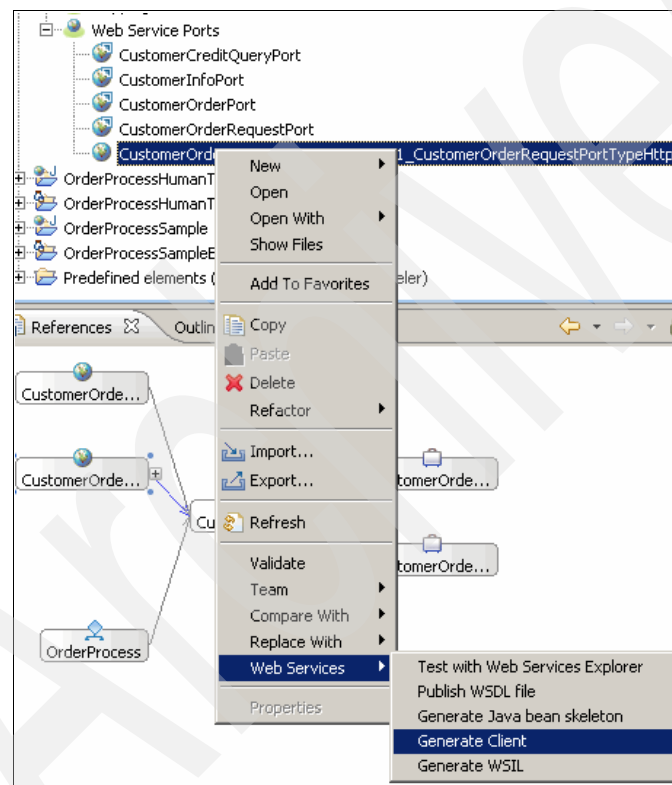 Web Service Ports
CustomerCreditQueryPort
CustomerInfoPort
CustomerOrderPort
CustomerOrderRequestPort
CustomerOrde 1_CustomerOrderRequestPortTypeHttp
OrderProcessHumanT
OrderProcessHumanT
OrderProcessSample
OrderProcessSampleE
Predefined elements ( eler)
New
Open
Open With
Show Files
Add To Favorites
Copy
Paste
Delete
Refactor
Import...
Export...
Refresh
Validate
Team
Compare With
Replace With
Web Services
Properties
Test with Web Services Explorer
Publish WSDL file
Generate Java bean skeleton
Generate Client
Generate WSIL
References Outlin
CustomerOrde...
CustomerOrde...
Cu
tomerOrde...
tomerOrde...
OrderProcess